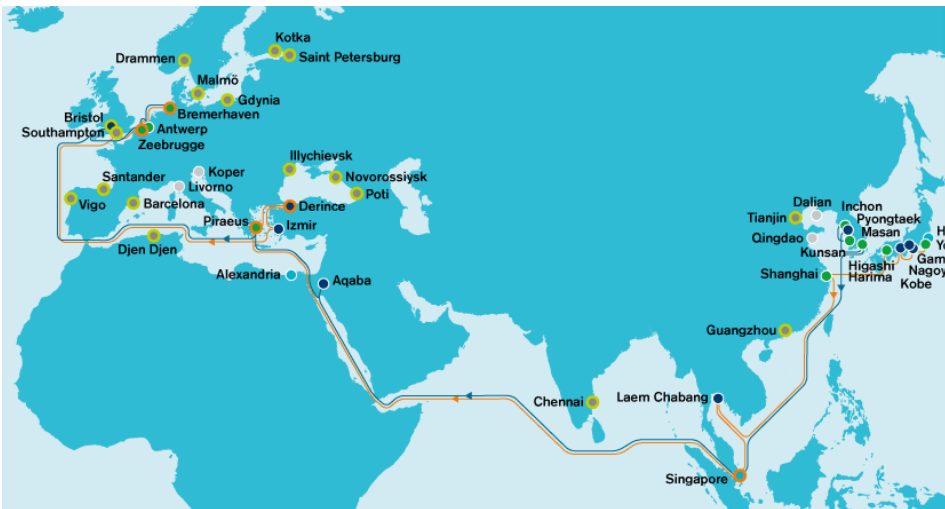 Kotka
Drammen
Saint Petersburg
Malmö
Gdynia
Bremerhaven
Bristol
Southampton
Antwerp
Zeebrugge
Illychievsk
Koper
Novorossiysk
Santander
Livorno
Poti
Vigo
Barcelona
Derince
Piraeus
Izmir
Djen Djen
Alexandria
Aqaba
Dalian
Inchon
Tianjin
Pyongtaek
Masan
H
Qingdao
Yo
Kunsan
Gam
Higashi
Harima
Nagoy
Shanghai
Kobe
Guangzhou
Chennai
Laem Chabang
Singapore